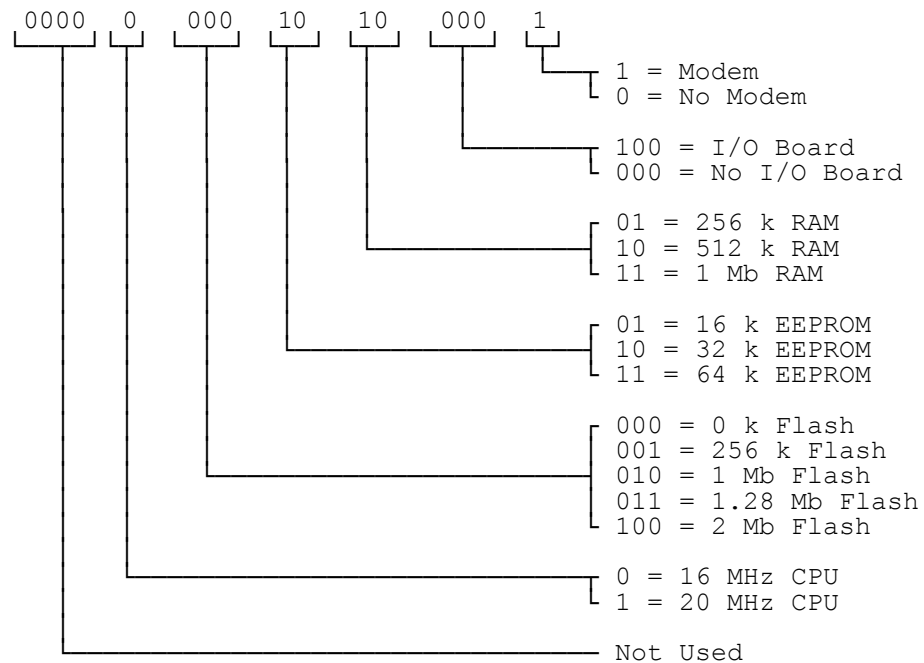 0000 0 000 10 10 000 1
1 = Modem
0 = No Modem
100 = I/O Board
000 = No I/O Board
01 = 256 k RAM
10 = 512 k RAM
11 = 1 Mb RAM
01 = 16 k EEPROM
10 = 32 k EEPROM
11 = 64 k EEPROM
000 = 0 k Flash
001 = 256 k Flash
010 = 1 Mb Flash
011 = 1.28 Mb Flash
100 = 2 Mb Flash
0 = 16 MHz CPU
1 = 20 MHz CPU
Not Used